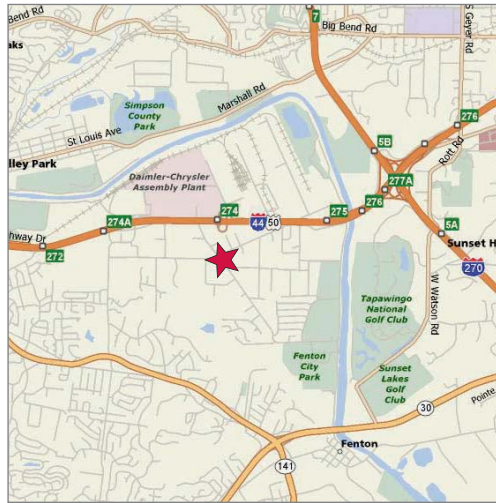 Bend Rd
7
Big Bend Rd
S Geyer Rd
aks
Marshall Rd
Simpson
County
Park
276
St Louis Ave
5B
Rott Rd
lley Park
Daimler-Chrysler
Assembly Plant
277A
276
274
44
50
275
274A
5A
hway Dr
272
Sunset H
270
W Watson Rd
Tapawingo
National
Golf Club
Fenton
City
Park
Sunset
Lakes
Golf
Club
30
Pointe
Fenton
141